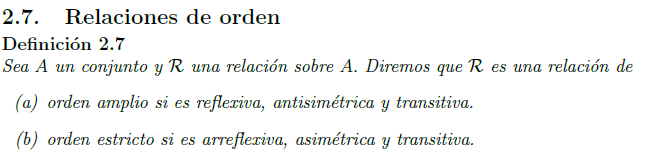 2.7. Relaciones de orden
Definición 2.7
Sea A un conjunto y ℛ una relación sobre A. Diremos que ℛ es una relación de
(a) orden amplio si es reflexiva, antisimétrica y transitiva.
(b) orden estricto si es arreflexiva, asimétrica y transitiva.